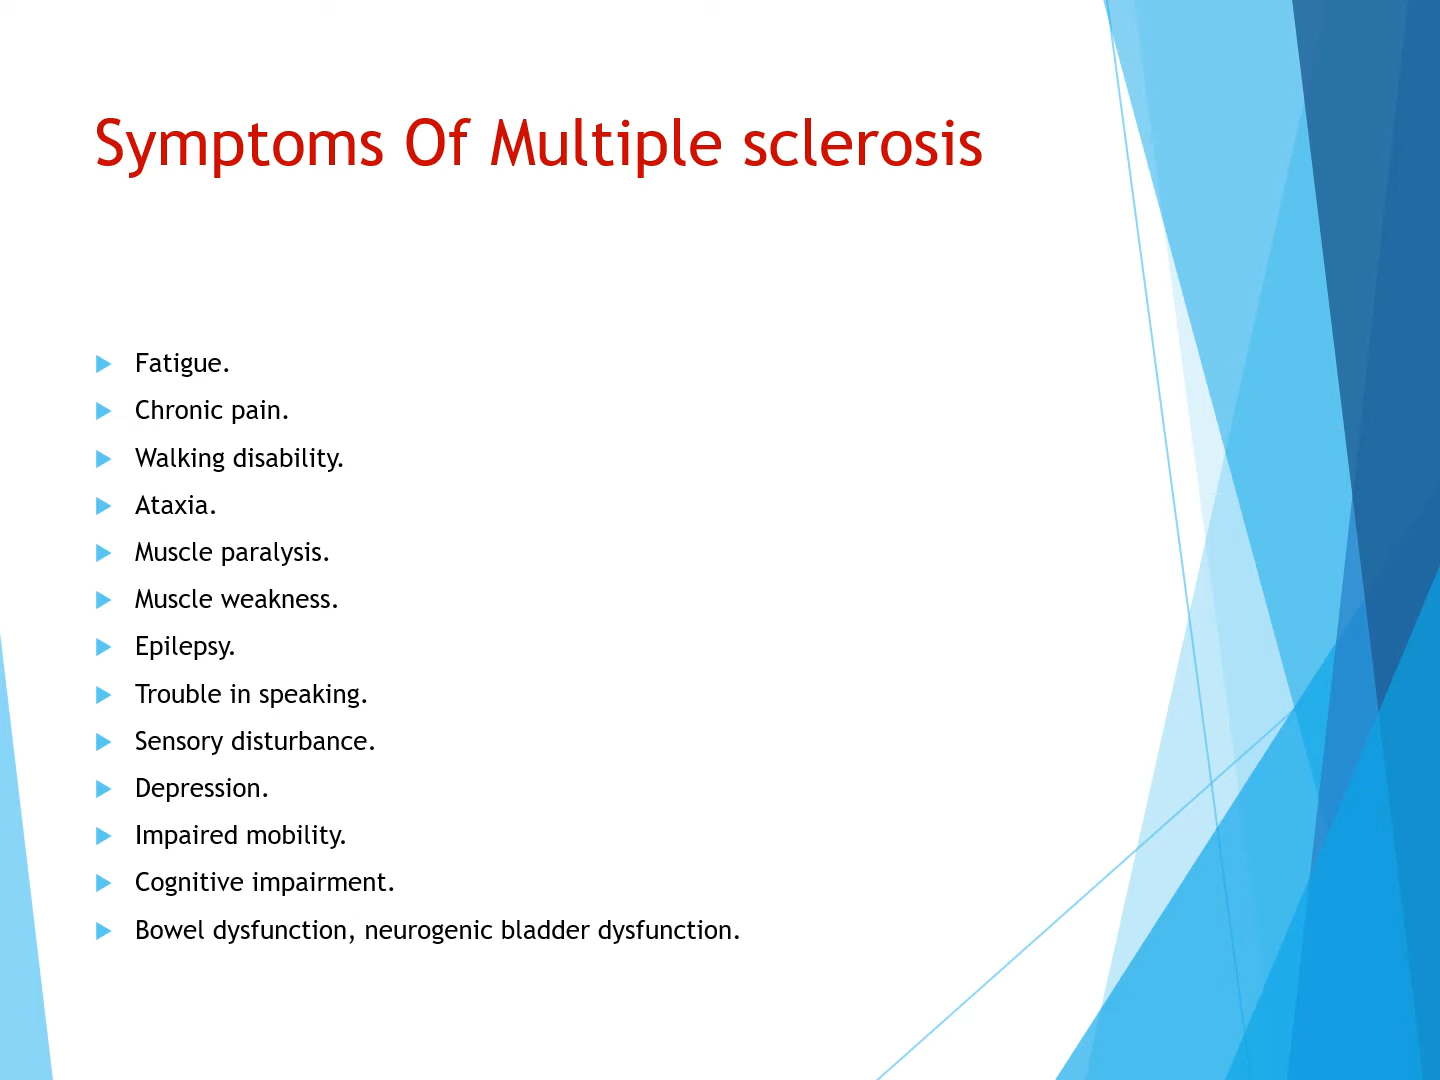 Symptoms Of Multiple sclerosis
Fatigue.
Chronic pain.
Walking disability.
Ataxia.
Muscle paralysis.
Muscle weakness.
Epilepsy.
Trouble in speaking.
Sensory disturbance.
Depression.
Impaired mobility.
Cognitive impairment.
Bowel dysfunction, neurogenic bladder dysfunction.